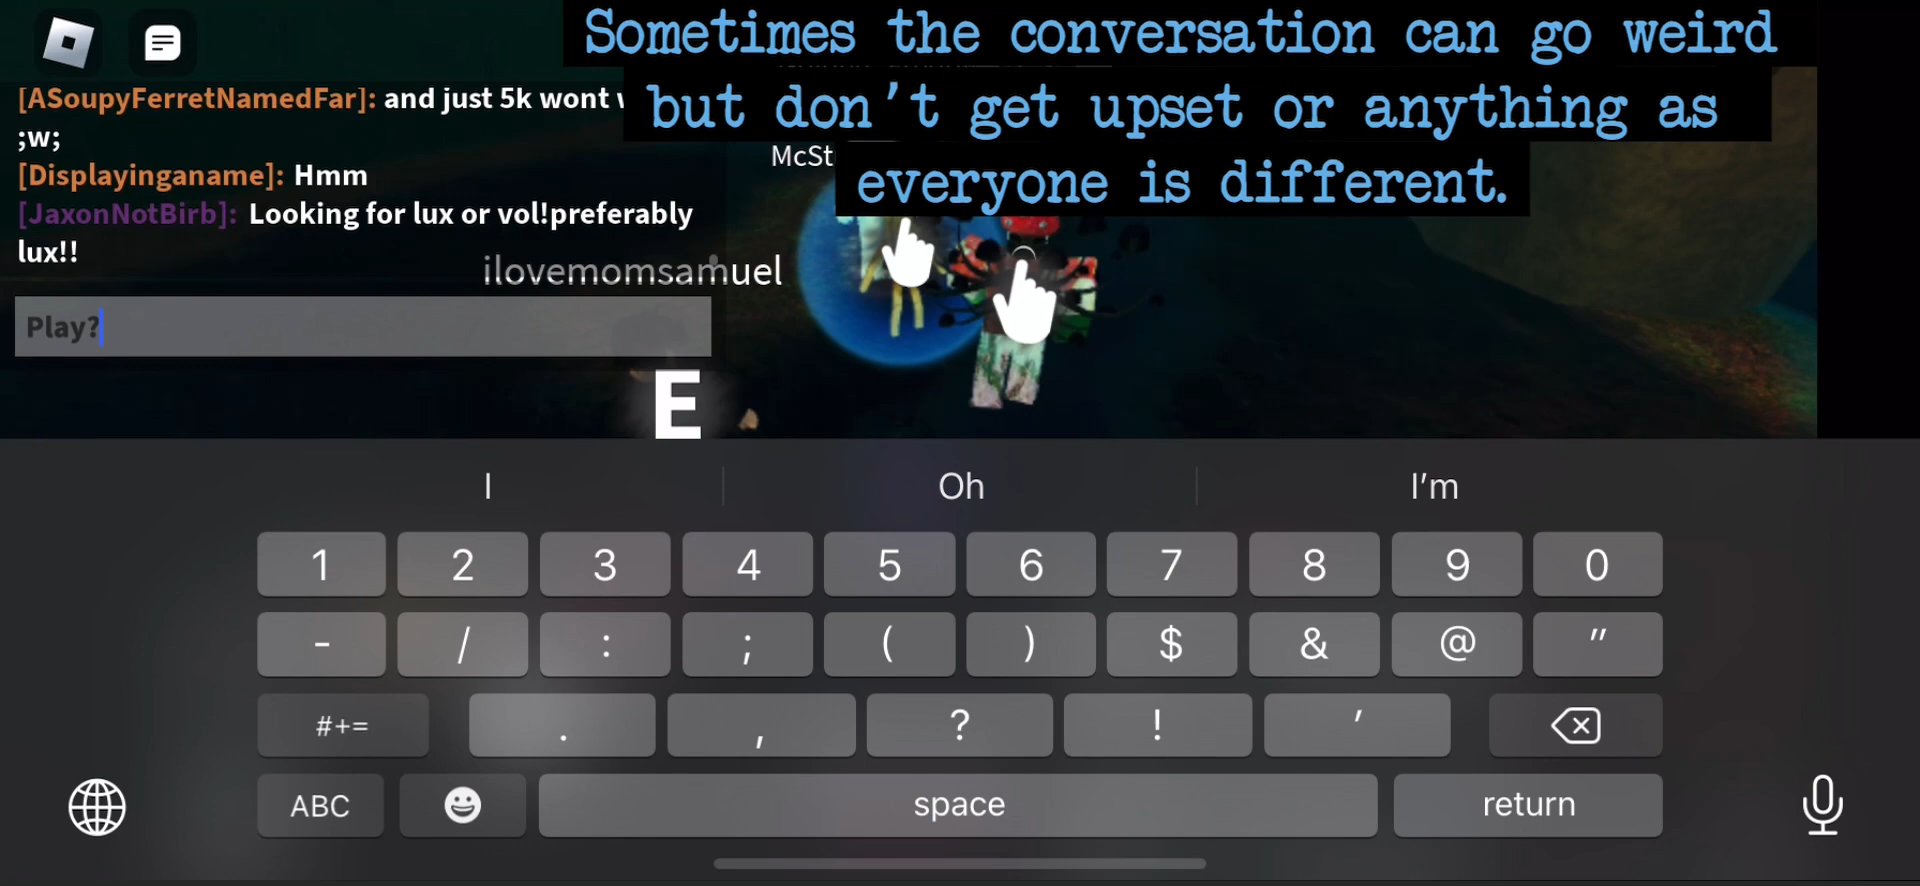 Sometimes the conversation can go weird
but don't get upset or anything as
everyone is different.
[ASoupyFerretNamedFar]: and just 5k wont
;w;
[Displayinganame]: Hmm
[JaxonNotBirb]: Looking for lux or vol!preferably
lux!!
McSt
ilovemomsamuel
Play?
E
I Oh I'm
1 2 3 4 5 6 7 8 9 0
- / : ; ( ) $ & @ "
#+= . , ? ! '
ABC space return